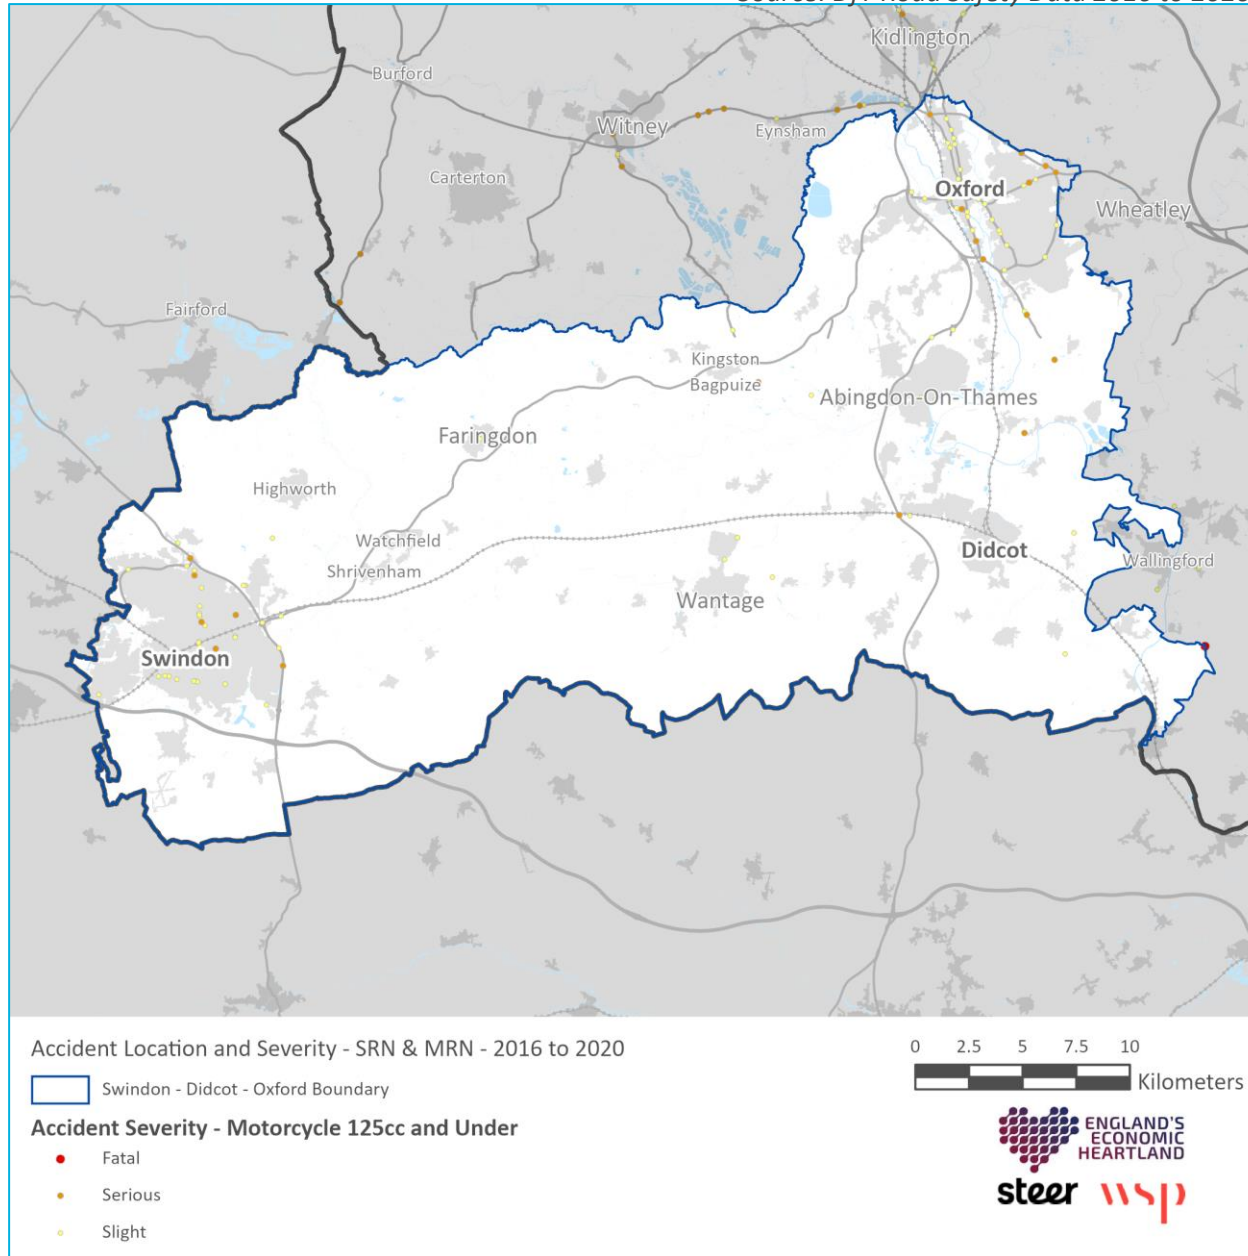 Kidlington
Burford
Witney
Eynsham
Carterton
Oxford
Wheatley
Fairford
Kingston
Bagpuize
Abingdon-On-Thames
Faringdon
Highworth
Watchfield
Shrivenham
Didcot
Wallingford
Wantage
Swindon
Accident Location and Severity - SRN & MRN - 2016 to 2020
Swindon - Didcot - Oxford Boundary
Accident Severity - Motorcycle 125cc and Under
Fatal
Serious
Slight
0 2.5 5 7.5 10
Kilometers
ENGLAND'S
ECONOMIC
HEARTLAND
steer wsp